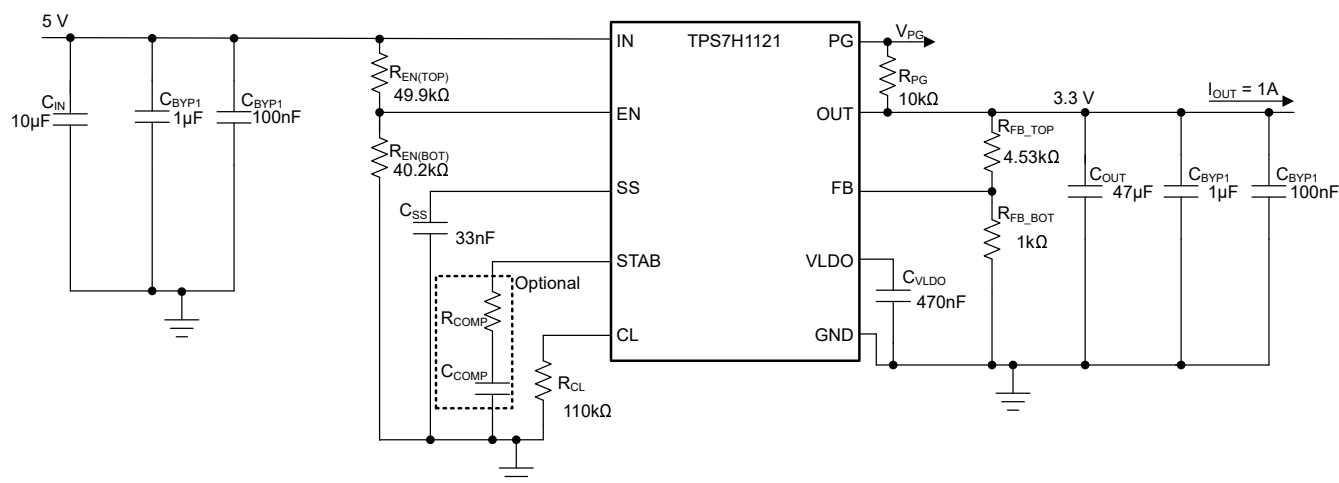 5 V
C_IN
10µF
C_BYP1
1µF
C_BYP1
100nF
R_EN(TOP)
49.9kΩ
R_EN(BOT)
40.2kΩ
C_SS
33nF
Optional
R_COMP
C_COMP
R_CL
110kΩ
TPS7H1121
IN
EN
SS
STAB
CL
PG
OUT
FB
VLDO
GND
V_PG
R_PG
10kΩ
3.3 V
I_OUT = 1A
R_FB_TOP
4.53kΩ
R_FB_BOT
1kΩ
C_VLDO
470nF
C_OUT
47µF
C_BYP1
1µF
C_BYP1
100nF